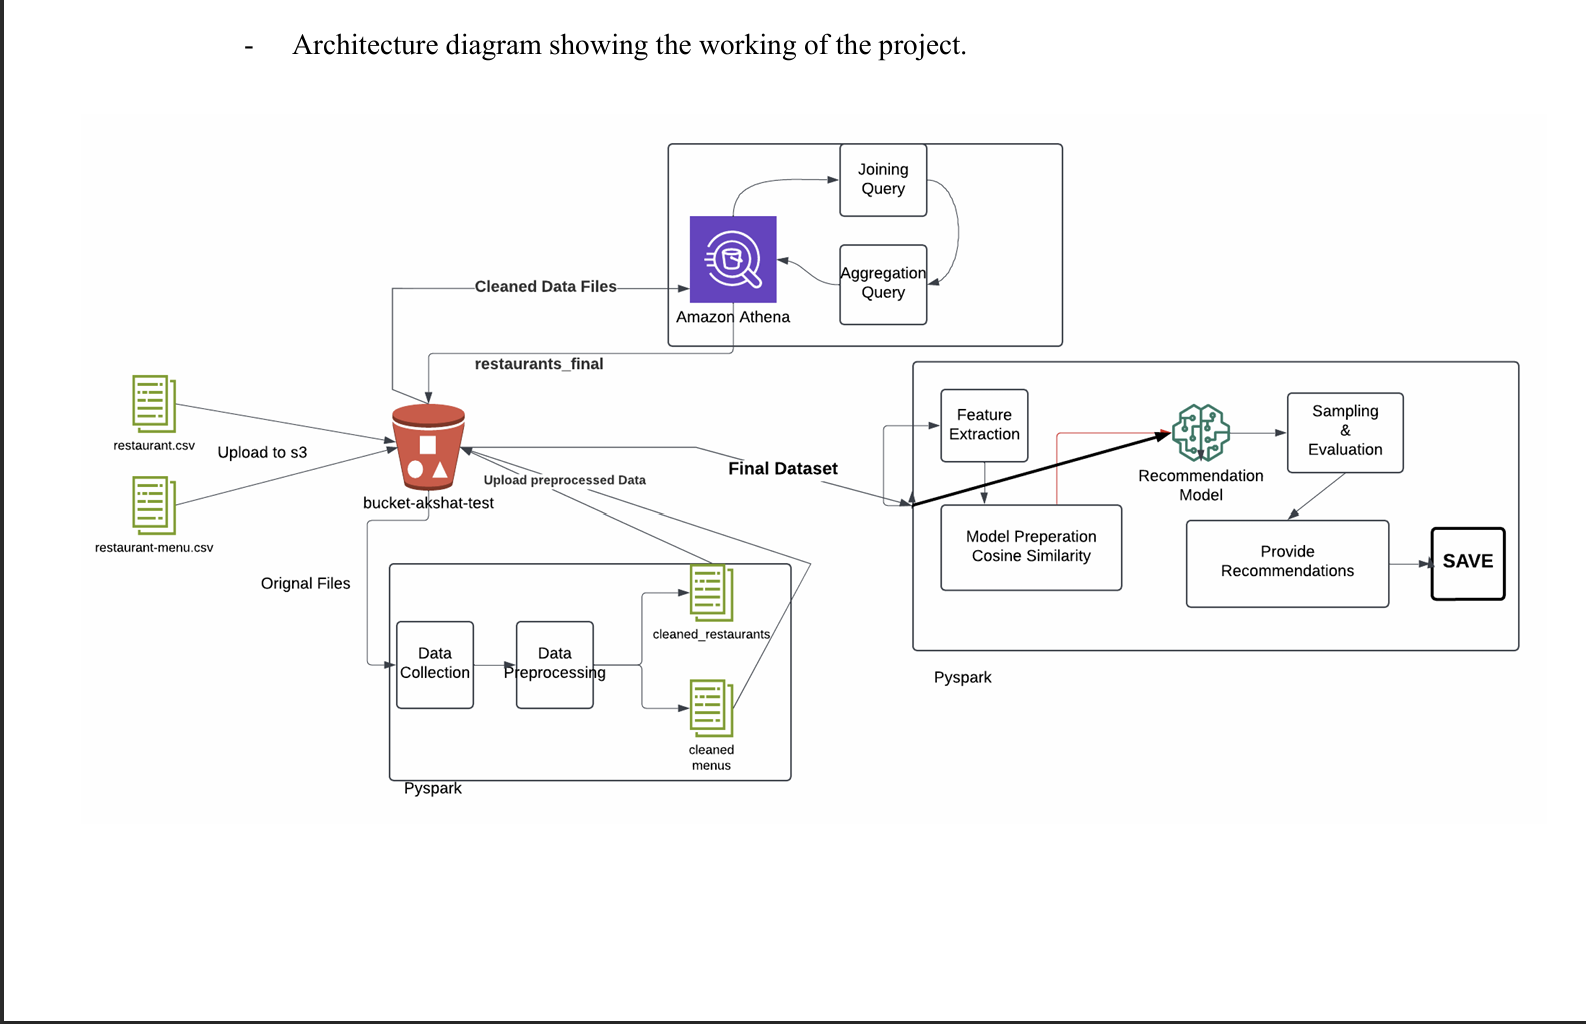 - Architecture diagram showing the working of the project.
Joining
Query
Aggregation
Query
Amazon Athena
Cleaned Data Files
restaurants_final
restaurant.csv
Upload to s3
restaurant-menu.csv
bucket-akshat-test
Upload preprocessed Data
Final Dataset
Orignal Files
Data
Collection
Data
Preprocessing
cleaned_restaurants
cleaned
menus
Pyspark
Feature
Extraction
Model Preperation
Cosine Similarity
Recommendation
Model
Sampling
&
Evaluation
Provide
Recommendations
SAVE
Pyspark